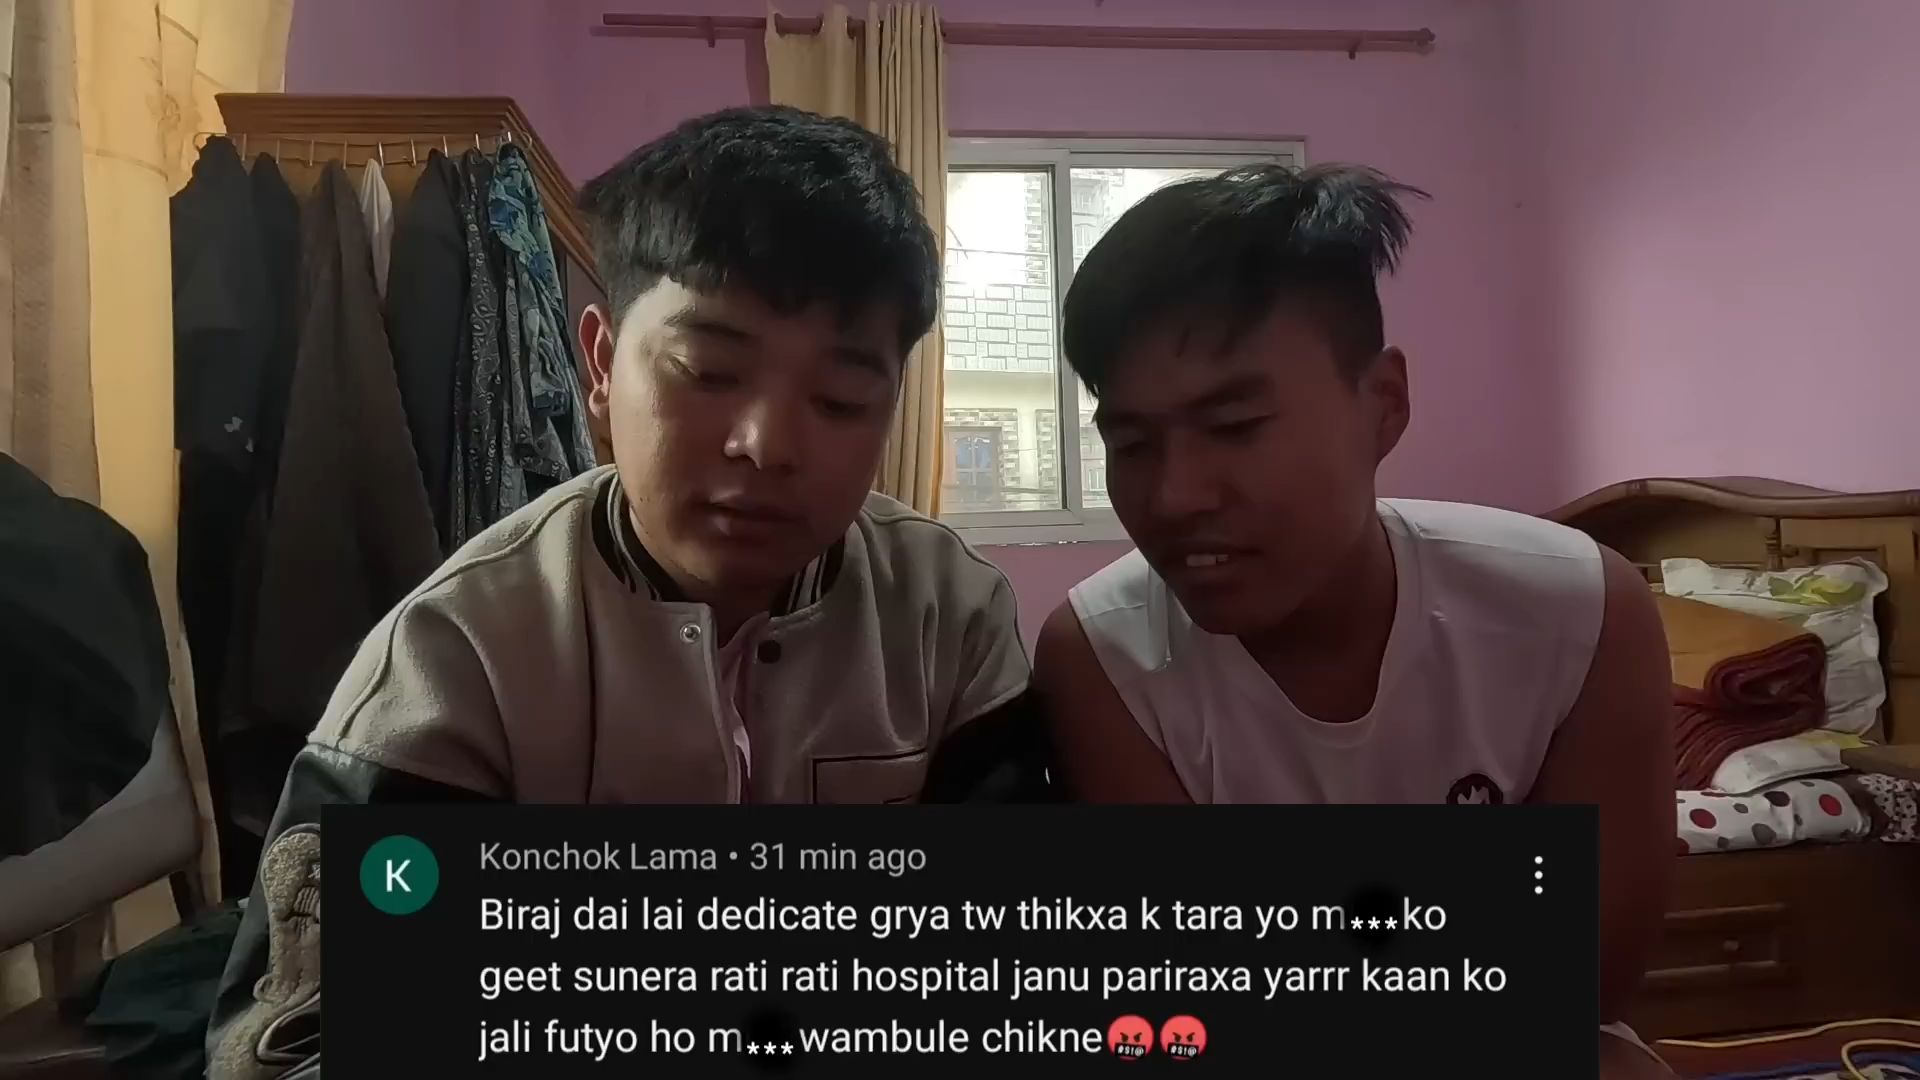 K
Konchok Lama • 31 min ago
Biraj dai lai dedicate grya tw thikxa k tara yo m***ko
geet sunera rati rati hospital janu pariraxa yarrr kaan ko
jali futyo ho m***wambule chikne🤬🤬